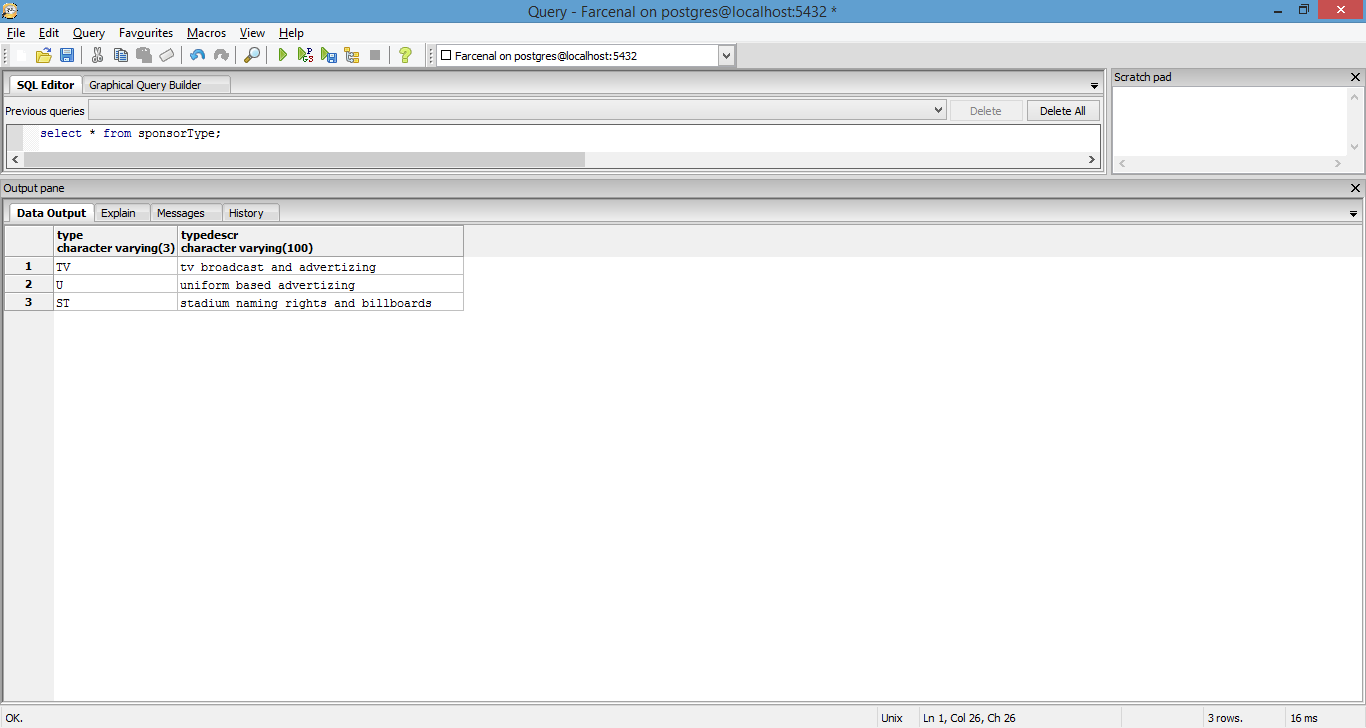 Query - Farcenal on postgres@localhost:5432 *
File Edit Query Favourites Macros View Help
Farcenal on postgres@localhost:5432
SQL Editor Graphical Query Builder
Scratch pad
Previous queries Delete Delete All
select * from sponsorType;
Output pane
Data Output Explain Messages History
type typedescr
character varying(3) character varying(100)
1 TV tv broadcast and advertizing
2 U uniform based advertizing
3 ST stadium naming rights and billboards
OK. Unix Ln 1, Col 26, Ch 26 3 rows. 16 ms